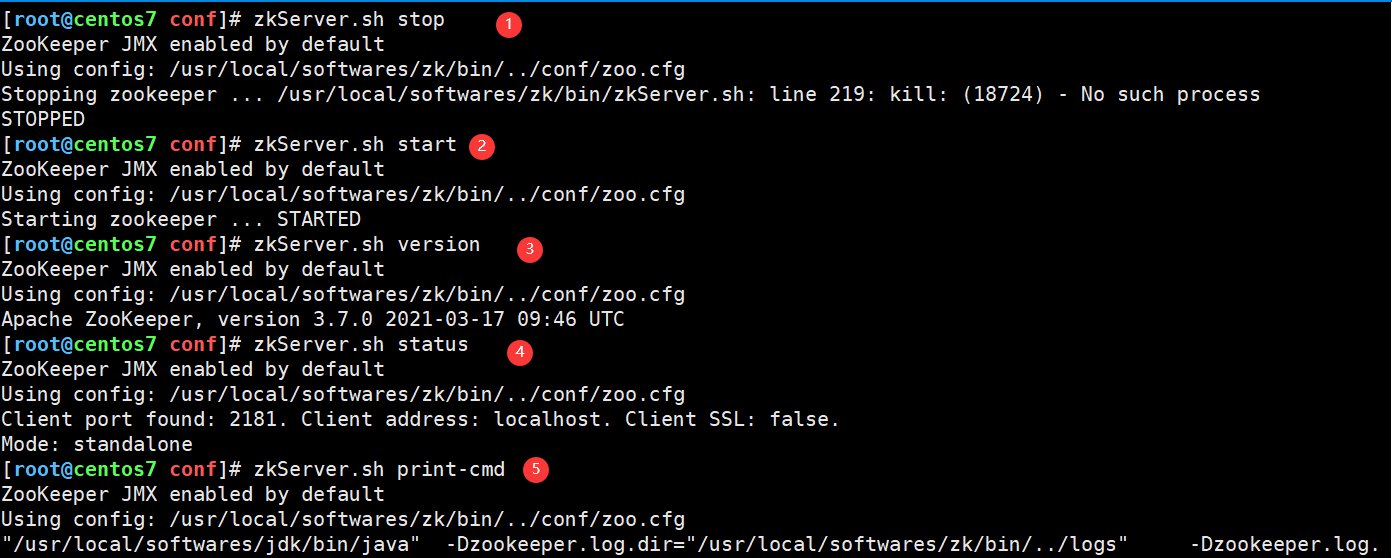 [root@centos7 conf]# zkServer.sh stop 1
ZooKeeper JMX enabled by default
Using config: /usr/local/softwares/zk/bin/../conf/zoo.cfg
Stopping zookeeper ... /usr/local/softwares/zk/bin/zkServer.sh: line 219: kill: (18724) - No such process
STOPPED
[root@centos7 conf]# zkServer.sh start 2
ZooKeeper JMX enabled by default
Using config: /usr/local/softwares/zk/bin/../conf/zoo.cfg
Starting zookeeper ... STARTED
[root@centos7 conf]# zkServer.sh version 3
ZooKeeper JMX enabled by default
Using config: /usr/local/softwares/zk/bin/../conf/zoo.cfg
Apache ZooKeeper, version 3.7.0 2021-03-17 09:46 UTC
[root@centos7 conf]# zkServer.sh status 4
ZooKeeper JMX enabled by default
Using config: /usr/local/softwares/zk/bin/../conf/zoo.cfg
Client port found: 2181. Client address: localhost. Client SSL: false.
Mode: standalone
[root@centos7 conf]# zkServer.sh print-cmd 5
ZooKeeper JMX enabled by default
Using config: /usr/local/softwares/zk/bin/../conf/zoo.cfg
"/usr/local/softwares/jdk/bin/java"  -Dzookeeper.log.dir="/usr/local/softwares/zk/bin/../logs"     -Dzookeeper.log.